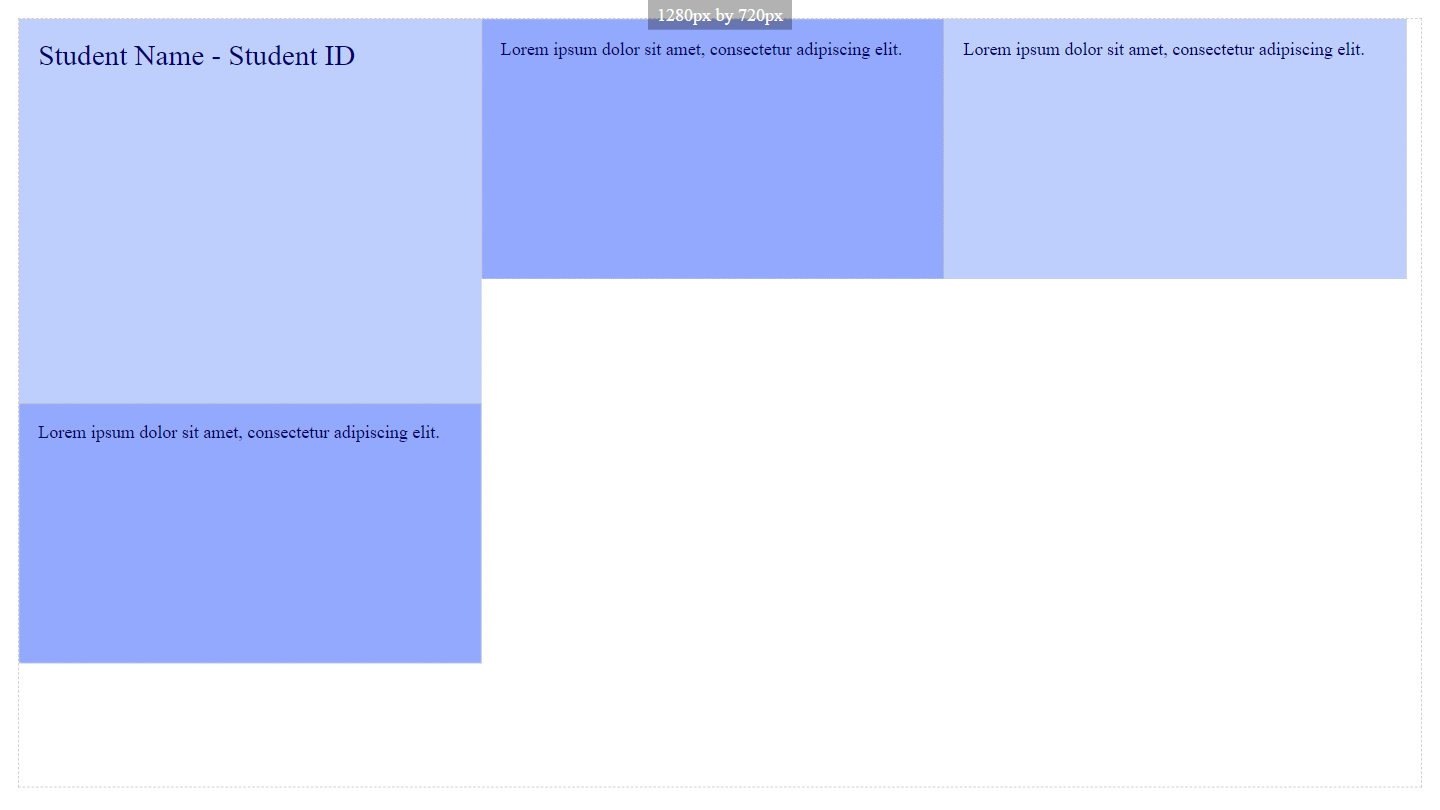 1280px by 720px
Student Name - Student ID
Lorem ipsum dolor sit amet, consectetur adipiscing elit.
Lorem ipsum dolor sit amet, consectetur adipiscing elit.
Lorem ipsum dolor sit amet, consectetur adipiscing elit.